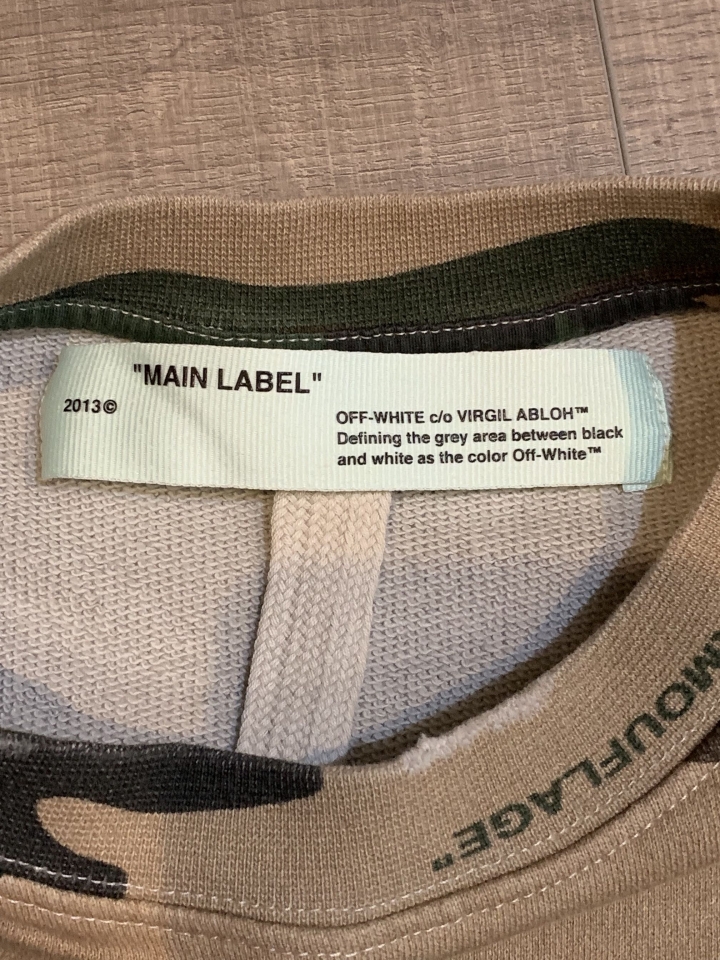 "MAIN LABEL"
2013©
OFF-WHITE c/o VIRGIL ABLOH™
Defining the grey area between black
and white as the color Off-White™
MOUFLAGE"